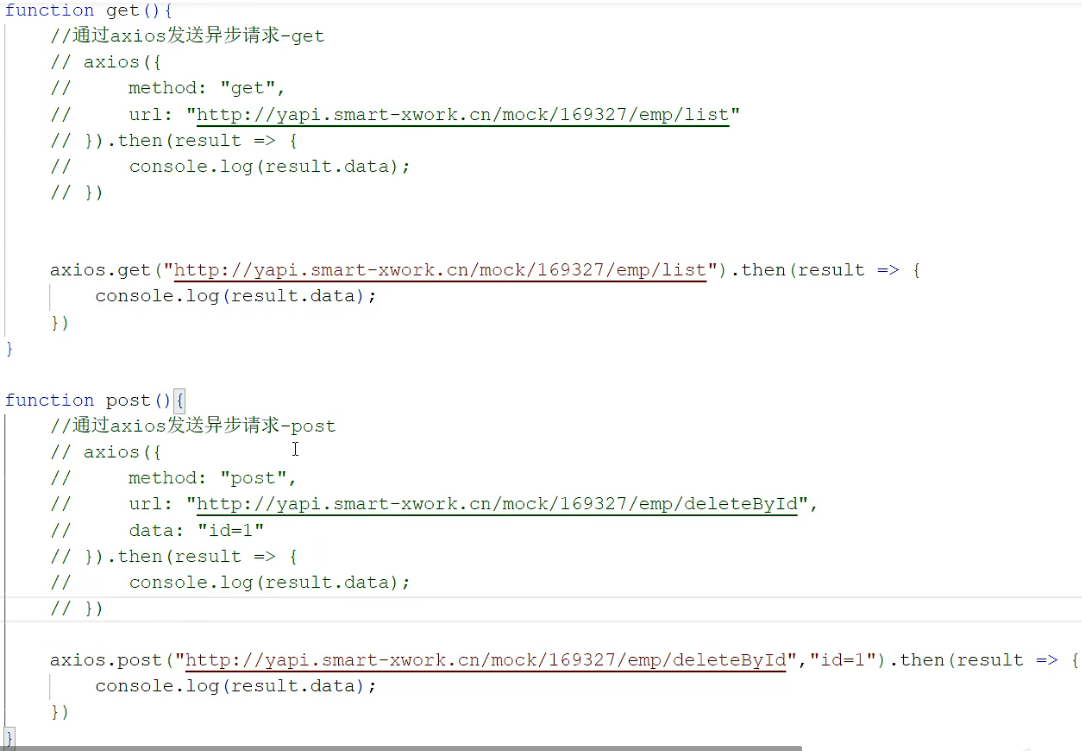 function get(){
    //通过axios发送异步请求-get
    // axios({
    //     method: "get",
    //     url: "http://yapi.smart-xwork.cn/mock/169327/emp/list"
    // }).then(result => {
    //     console.log(result.data);
    // })
    axios.get("http://yapi.smart-xwork.cn/mock/169327/emp/list").then(result => {
        console.log(result.data);
    })
}
function post(){
    //通过axios发送异步请求-post
    // axios({
    //     method: "post",
    //     url: "http://yapi.smart-xwork.cn/mock/169327/emp/deleteById",
    //     data: "id=1"
    // }).then(result => {
    //     console.log(result.data);
    // })
    axios.post("http://yapi.smart-xwork.cn/mock/169327/emp/deleteById","id=1").then(result => {
        console.log(result.data);
    })
}